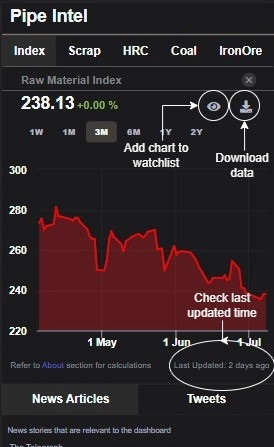 Pipe Intel
Index Scrap HRC Coal IronOre
Raw Material Index
238.13 +0.00 %
1W 1M 3M 6M 1Y 2Y
Add chart to
watchlist
Download
data
300
280
260
240
220
Check last
updated time
1 May 1 Jun 1 Jul
Refer to About section for calculations
Last Updated: 2 days ago
News Articles Tweets
News stories that are relevant to the dashboard
The Telegraph